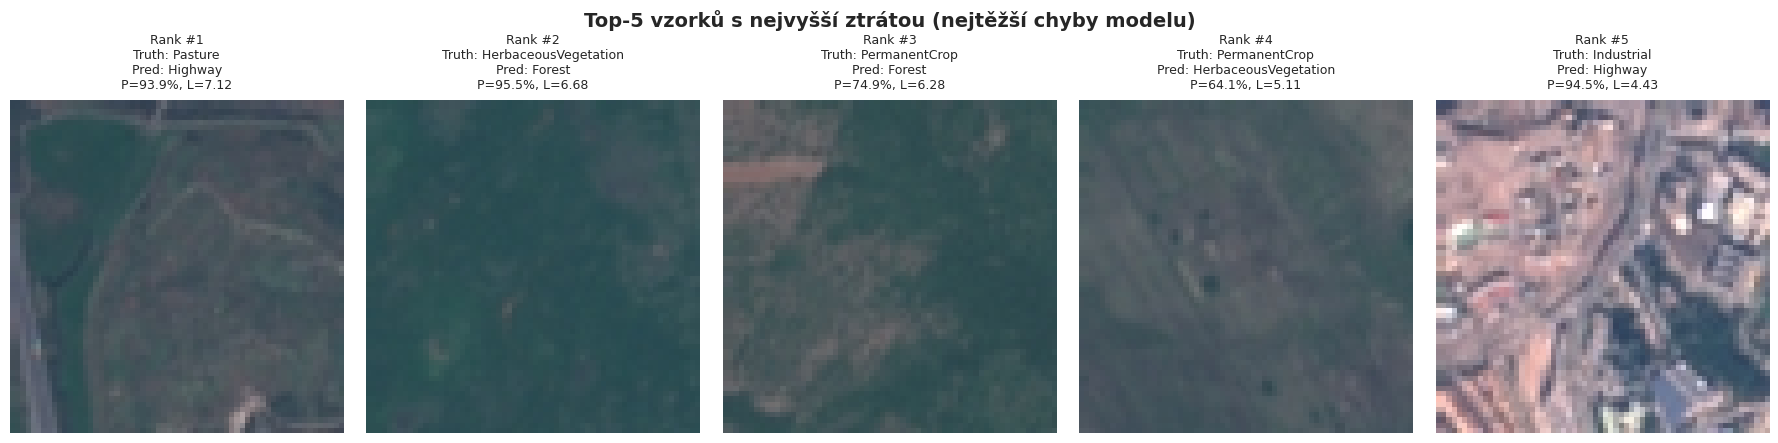 Top-5 vzorků s nejvyšší ztrátou (nejtěžší chyby modelu)
Rank #1
Truth: Pasture
Pred: Highway
P=93.9%, L=7.12
Rank #2
Truth: HerbaceousVegetation
Pred: Forest
P=95.5%, L=6.68
Rank #3
Truth: PermanentCrop
Pred: Forest
P=74.9%, L=6.28
Rank #4
Truth: PermanentCrop
Pred: HerbaceousVegetation
P=64.1%, L=5.11
Rank #5
Truth: Industrial
Pred: Highway
P=94.5%, L=4.43